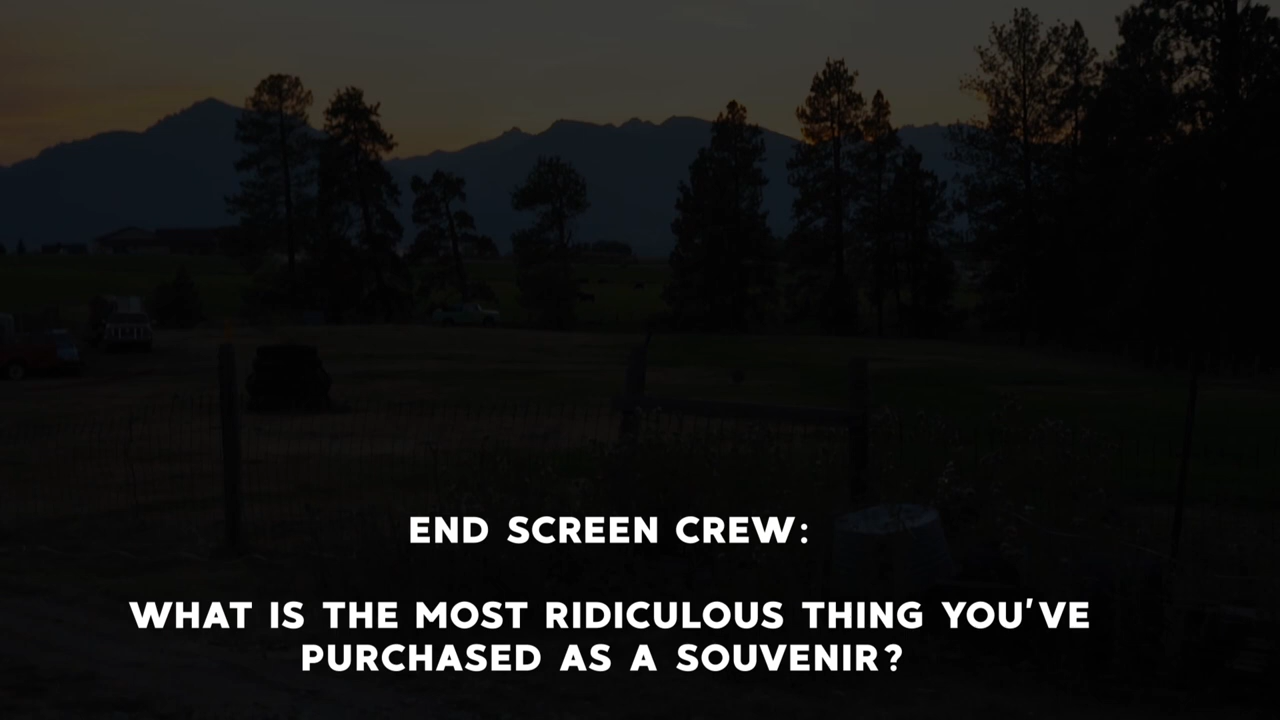 END SCREEN CREW:
WHAT IS THE MOST RIDICULOUS THING YOU'VE
PURCHASED AS A SOUVENIR?